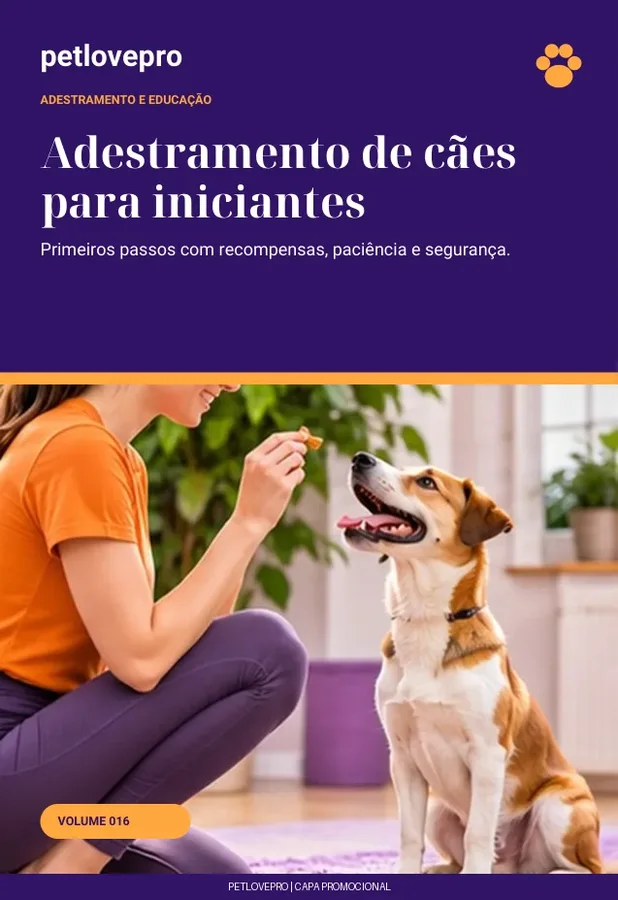 petlovepro
ADESTRAMENTO E EDUCAÇÃO
Adestramento de cães
para iniciantes
Primeiros passos com recompensas, paciência e segurança.
VOLUME 016
PETLOVEPRO | CAPA PROMOCIONAL